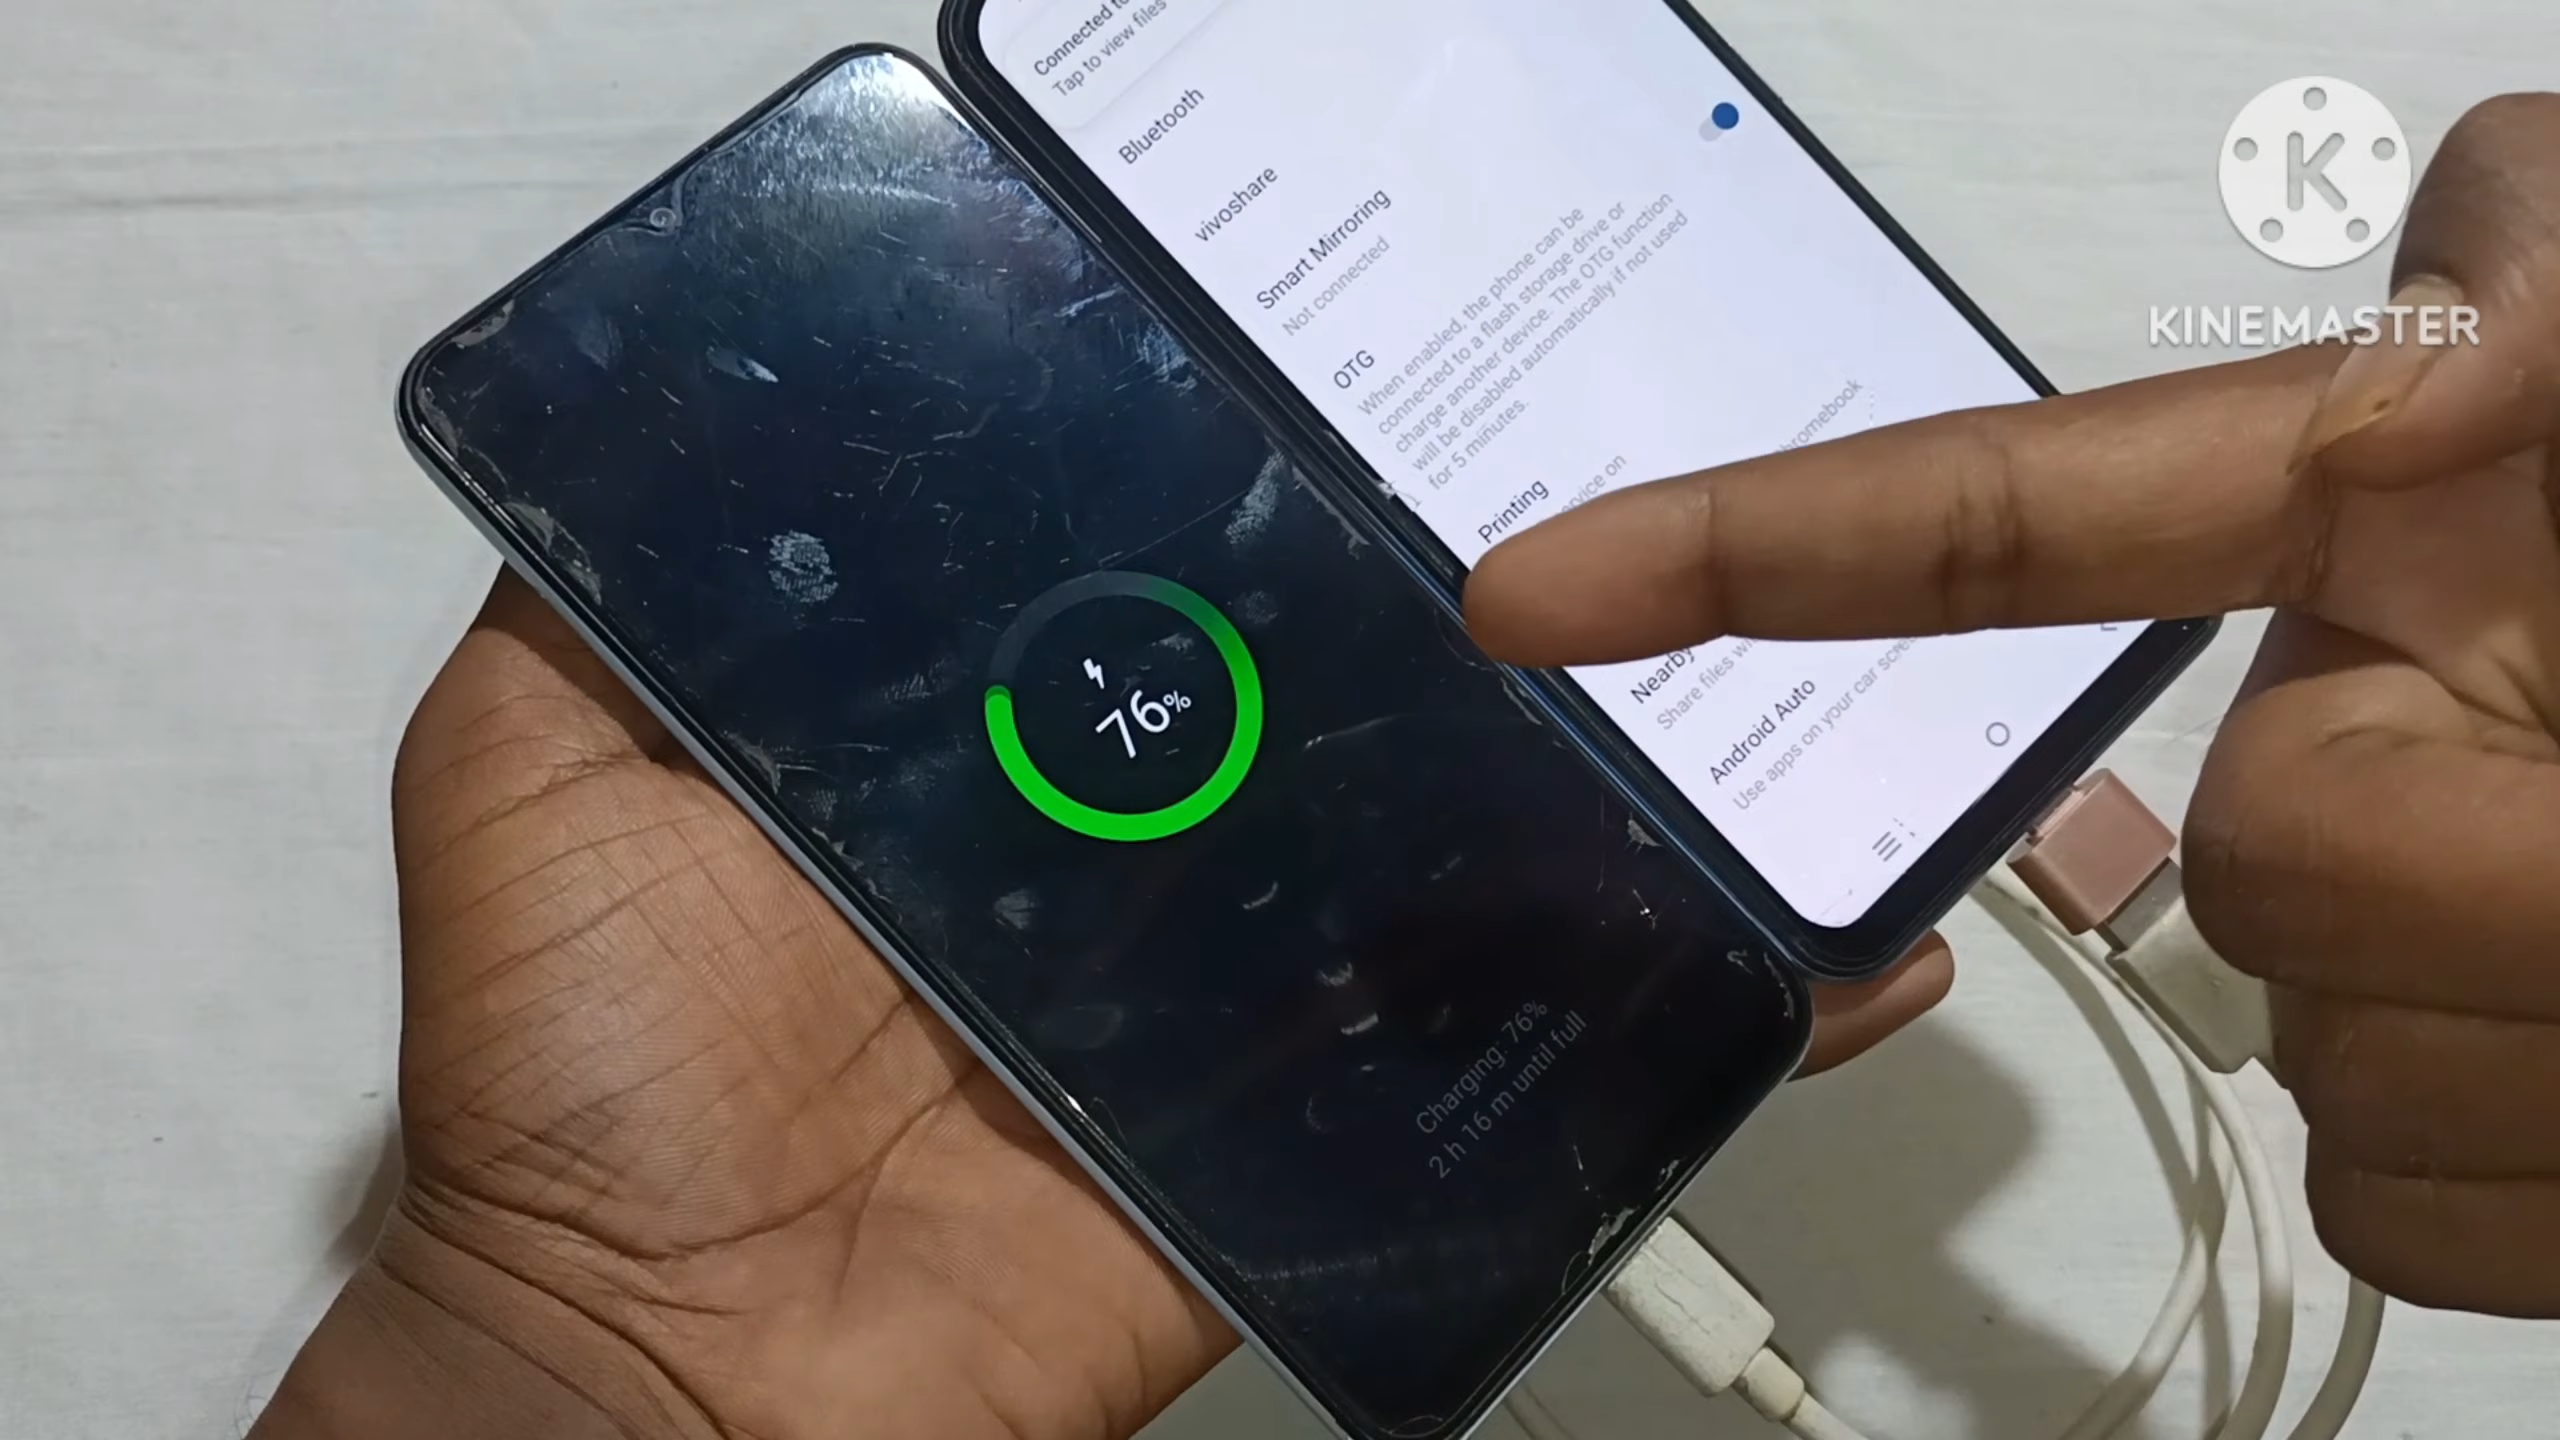 Connected to
Tap to view files
Bluetooth
vivoshare
Smart Mirroring
Not connected
OTG
When enabled, the phone can be
connected to a flash storage drive or
charge another device. The OTG function
will be disabled automatically if not used
for 5 minutes.
Printing
on
Nearby
Share files
Android Auto
Use apps on your car
76%
Charging: 76%
2 h 16 m until full
K
KINEMASTER